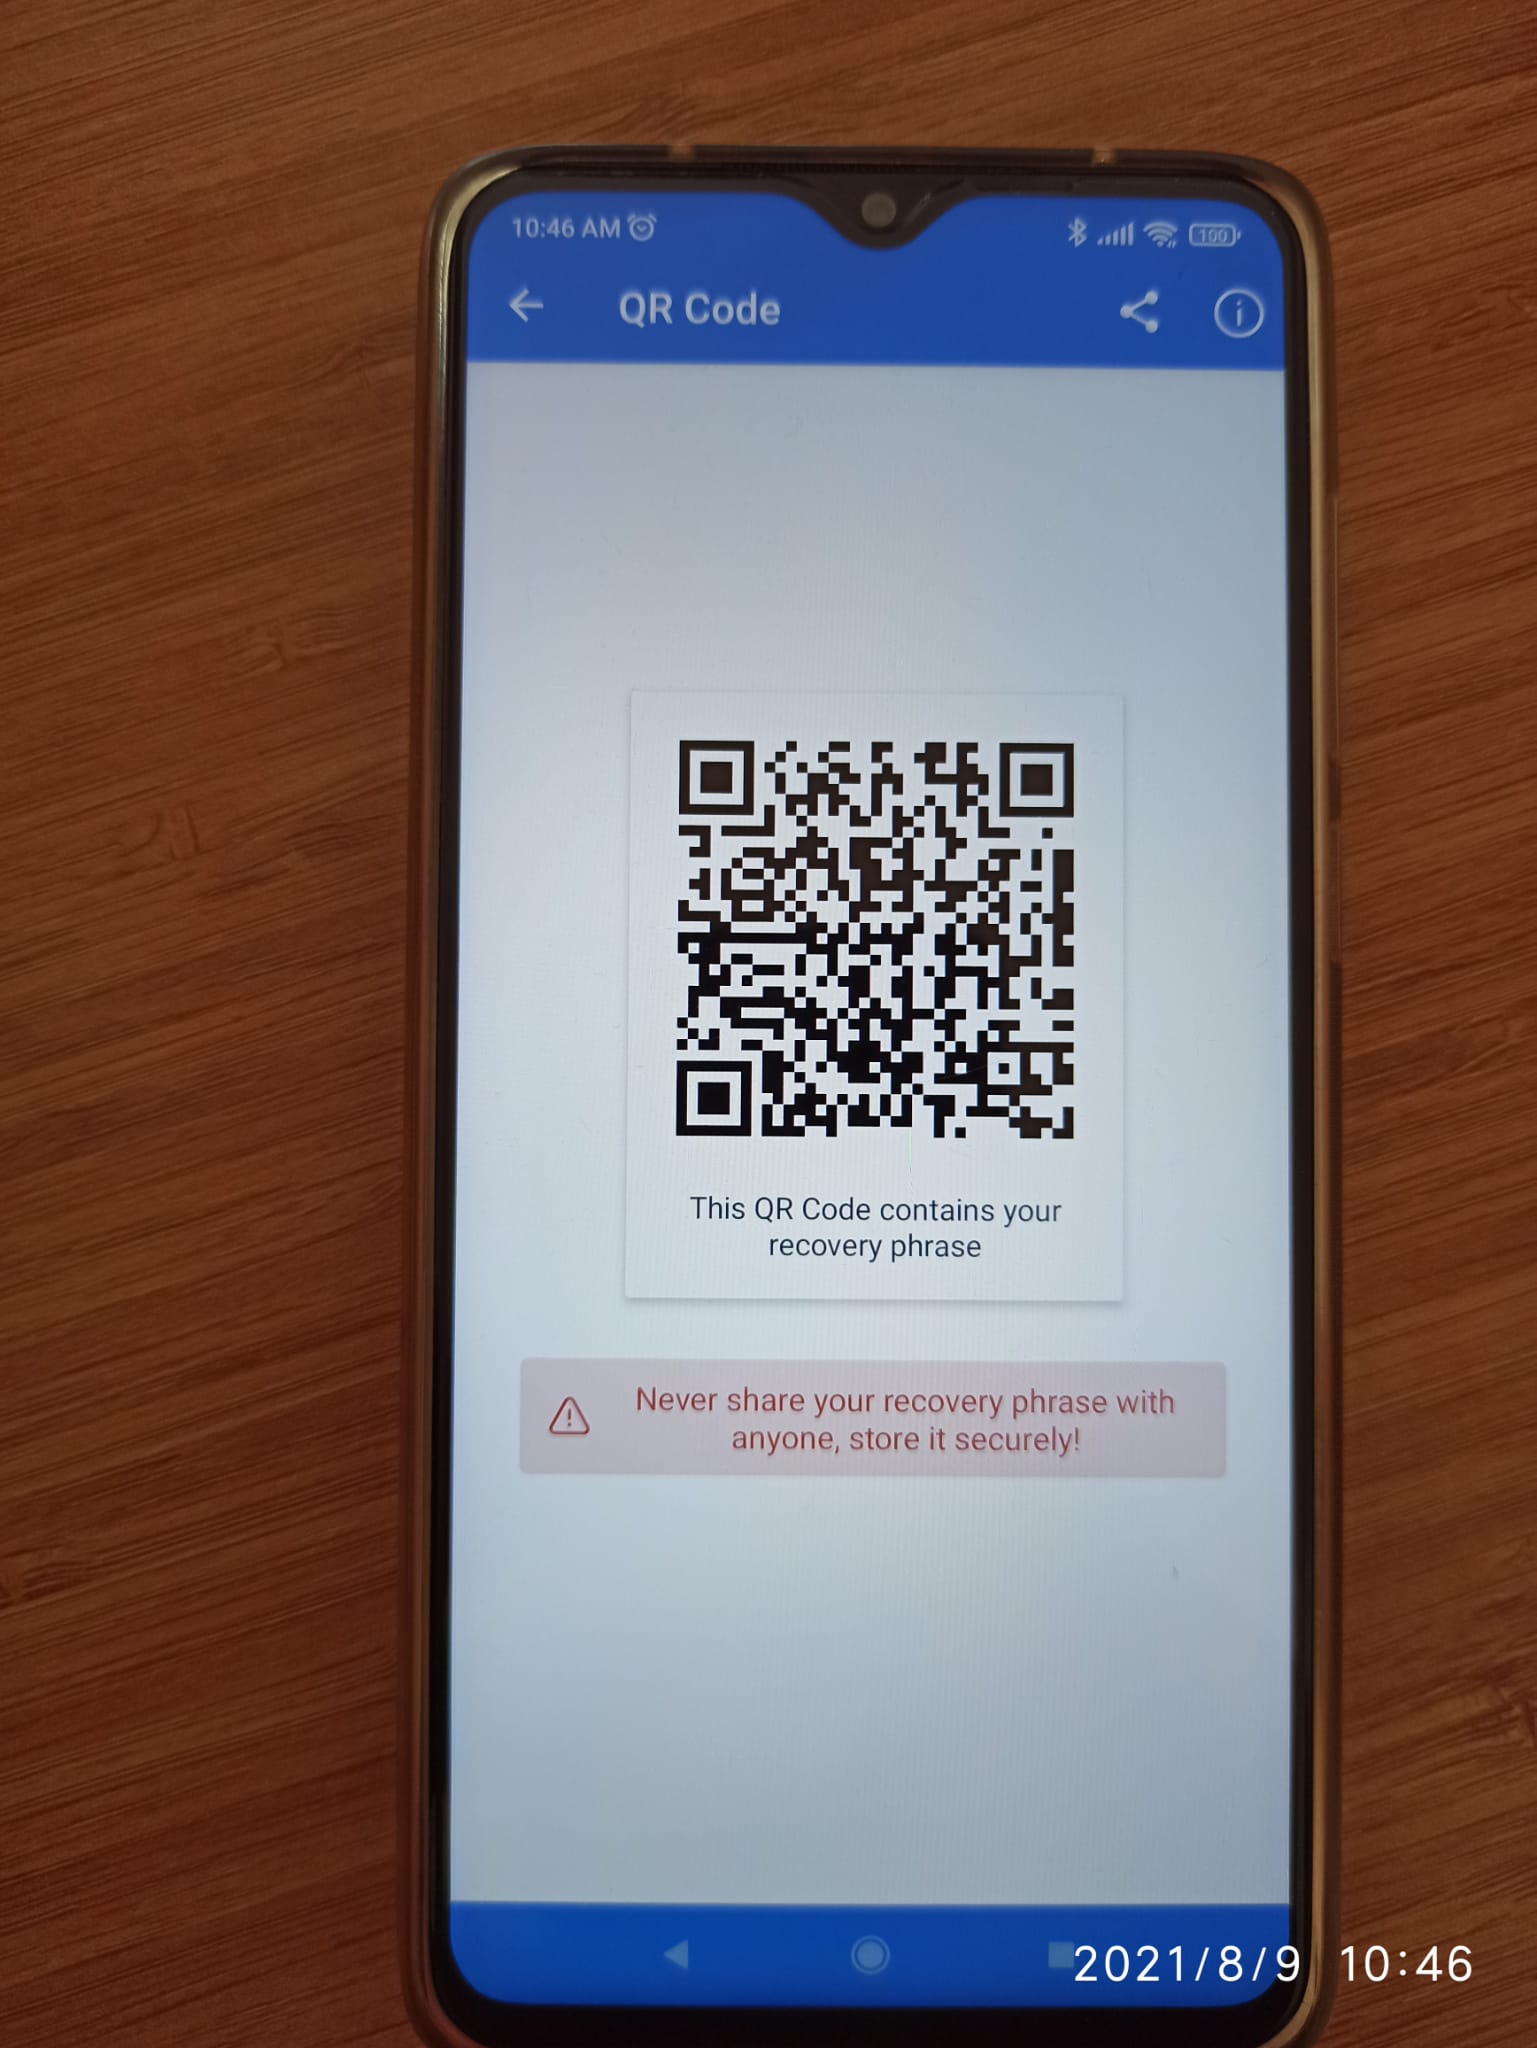 10:46 AM
100
QR Code
This QR Code contains your
recovery phrase
Never share your recovery phrase with
anyone, store it securely!
2021/8/9 10:46